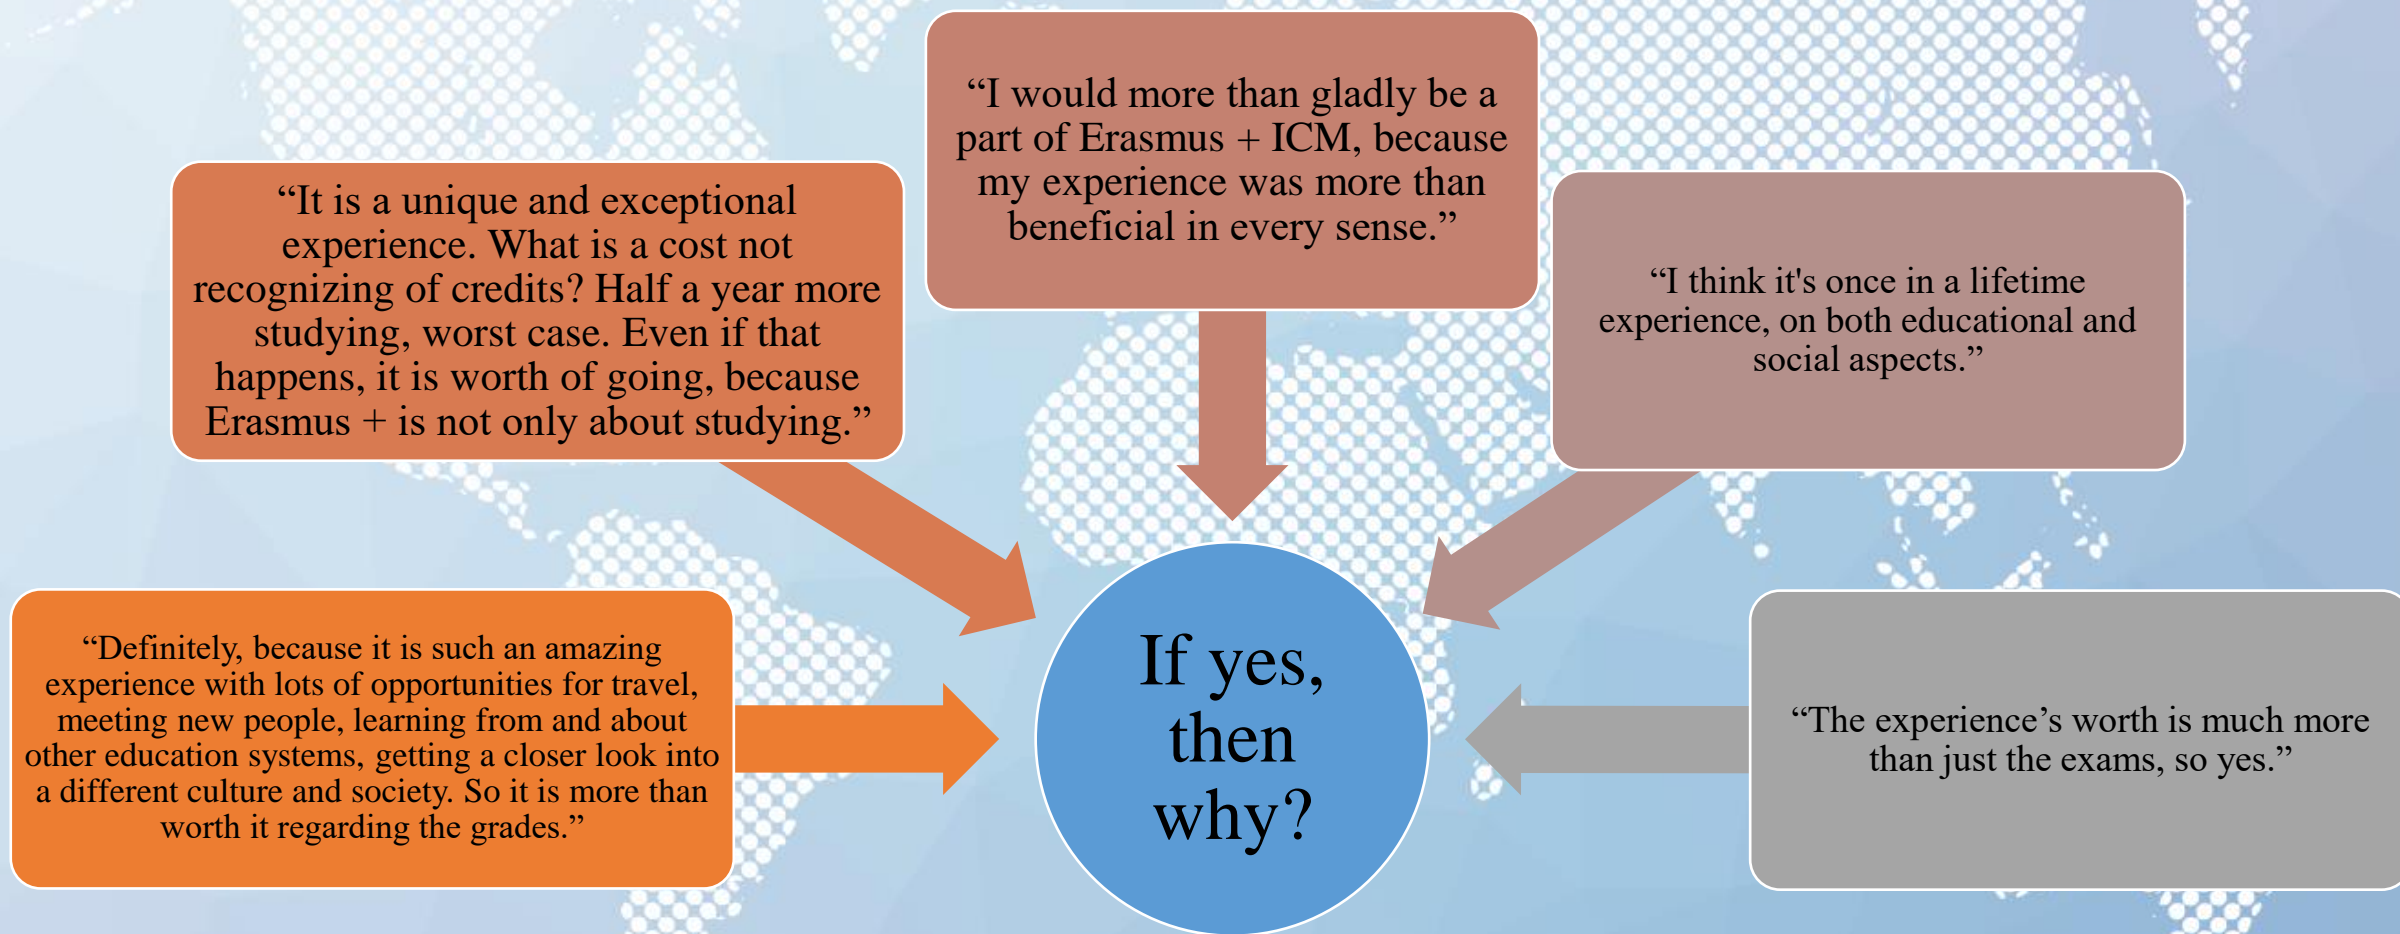 “I would more than gladly be a
part of Erasmus + ICM, because
my experience was more than
beneficial in every sense.”
“It is a unique and exceptional
experience. What is a cost not
recognizing of credits? Half a year more
studying, worst case. Even if that
happens, it is worth of going, because
Erasmus + is not only about studying.”
“I think it's once in a lifetime
experience, on both educational and
social aspects.”
“Definitely, because it is such an amazing
experience with lots of opportunities for travel,
meeting new people, learning from and about
other education systems, getting a closer look into
a different culture and society. So it is more than
worth it regarding the grades.”
If yes,
then
why?
“The experience’s worth is much more
than just the exams, so yes.”